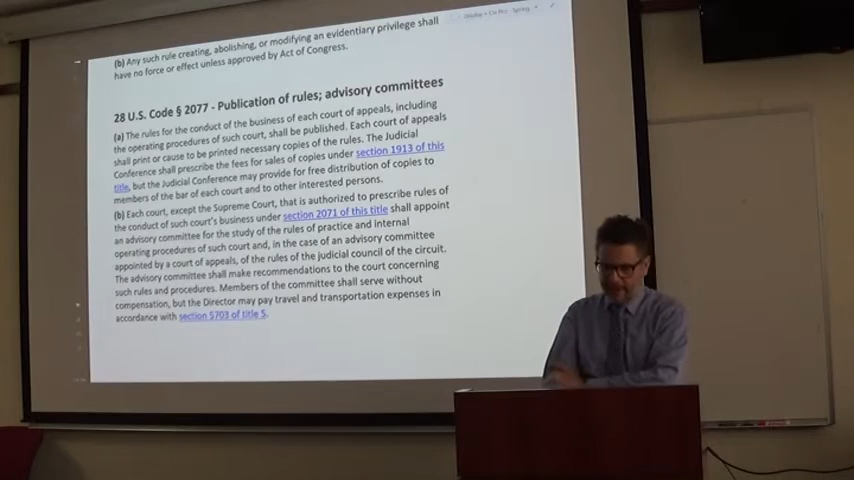 (b) Any such rule creating, abolishing, or modifying an evidentiary privilege shall
have no force or effect unless approved by Act of Congress.
28 U.S. Code § 2077 - Publication of rules; advisory committees
(a) The rules for the conduct of the business of each court of appeals, including
the operating procedures of such court, shall be published. Each court of appeals
shall print or cause to be printed necessary copies of the rules. The Judicial
Conference shall prescribe the fees for sales of copies under section 1913 of this
title, but the Judicial Conference may provide for free distribution of copies to
members of the bar of each court and to other interested persons.
(b) Each court, except the Supreme Court, that is authorized to prescribe rules of
the conduct of such court's business under section 2071 of this title shall appoint
an advisory committee for the study of the rules of practice and internal
operating procedures of such court and, in the case of an advisory committee
appointed by a court of appeals, of the rules of the judicial council of the circuit.
The advisory committee shall make recommendations to the court concerning
such rules and procedures. Members of the committee shall serve without
compensation, but the Director may pay travel and transportation expenses in
accordance with section 5703 of title 5.